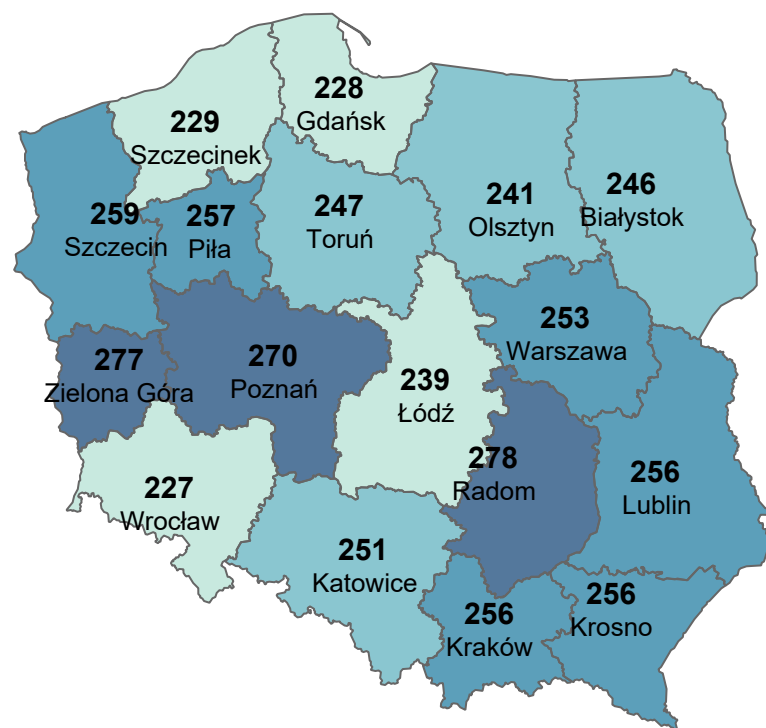 228
Gdańsk
229
Szczecinek
241
Olsztyn
246
Białystok
247
Toruń
257
Piła
259
Szczecin
253
Warszawa
270
Poznań
277
Zielona Góra
239
Łódź
278
Radom
256
Lublin
227
Wrocław
251
Katowice
256
Kraków
256
Krosno